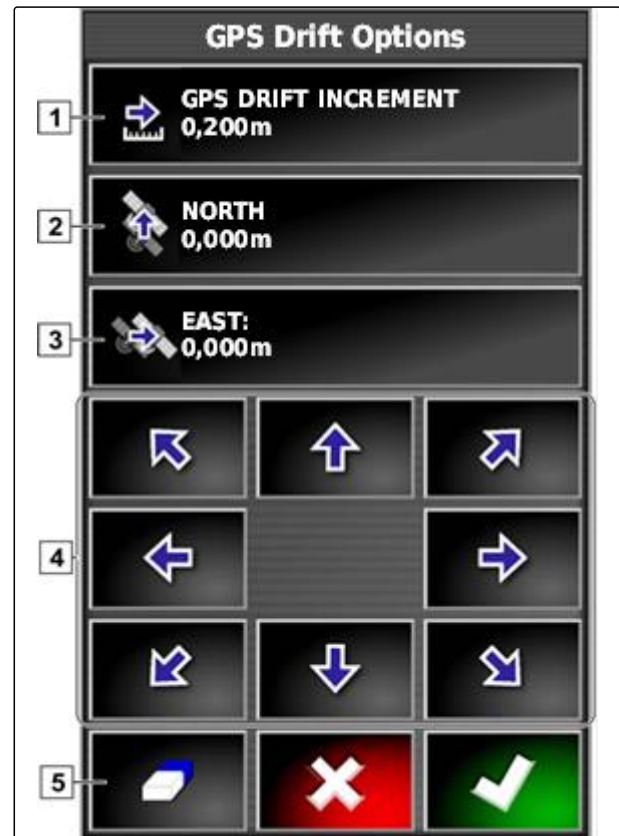 GPS Drift Options
1
GPS DRIFT INCREMENT
0,200m
2
NORTH
0,000m
3
EAST:
0,000m
4
5